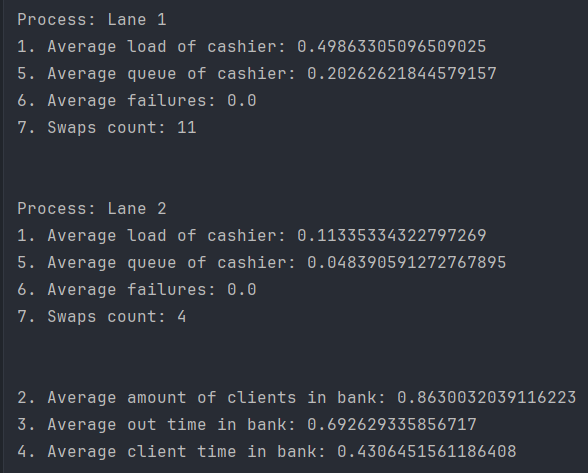 Process: Lane 1
1. Average load of cashier: 0.49863305096509025
5. Average queue of cashier: 0.20262621844579157
6. Average failures: 0.0
7. Swaps count: 11
Process: Lane 2
1. Average load of cashier: 0.11335334322797269
5. Average queue of cashier: 0.048390591272767895
6. Average failures: 0.0
7. Swaps count: 4
2. Average amount of clients in bank: 0.8630032039116223
3. Average out time in bank: 0.692629335856717
4. Average client time in bank: 0.4306451561186408